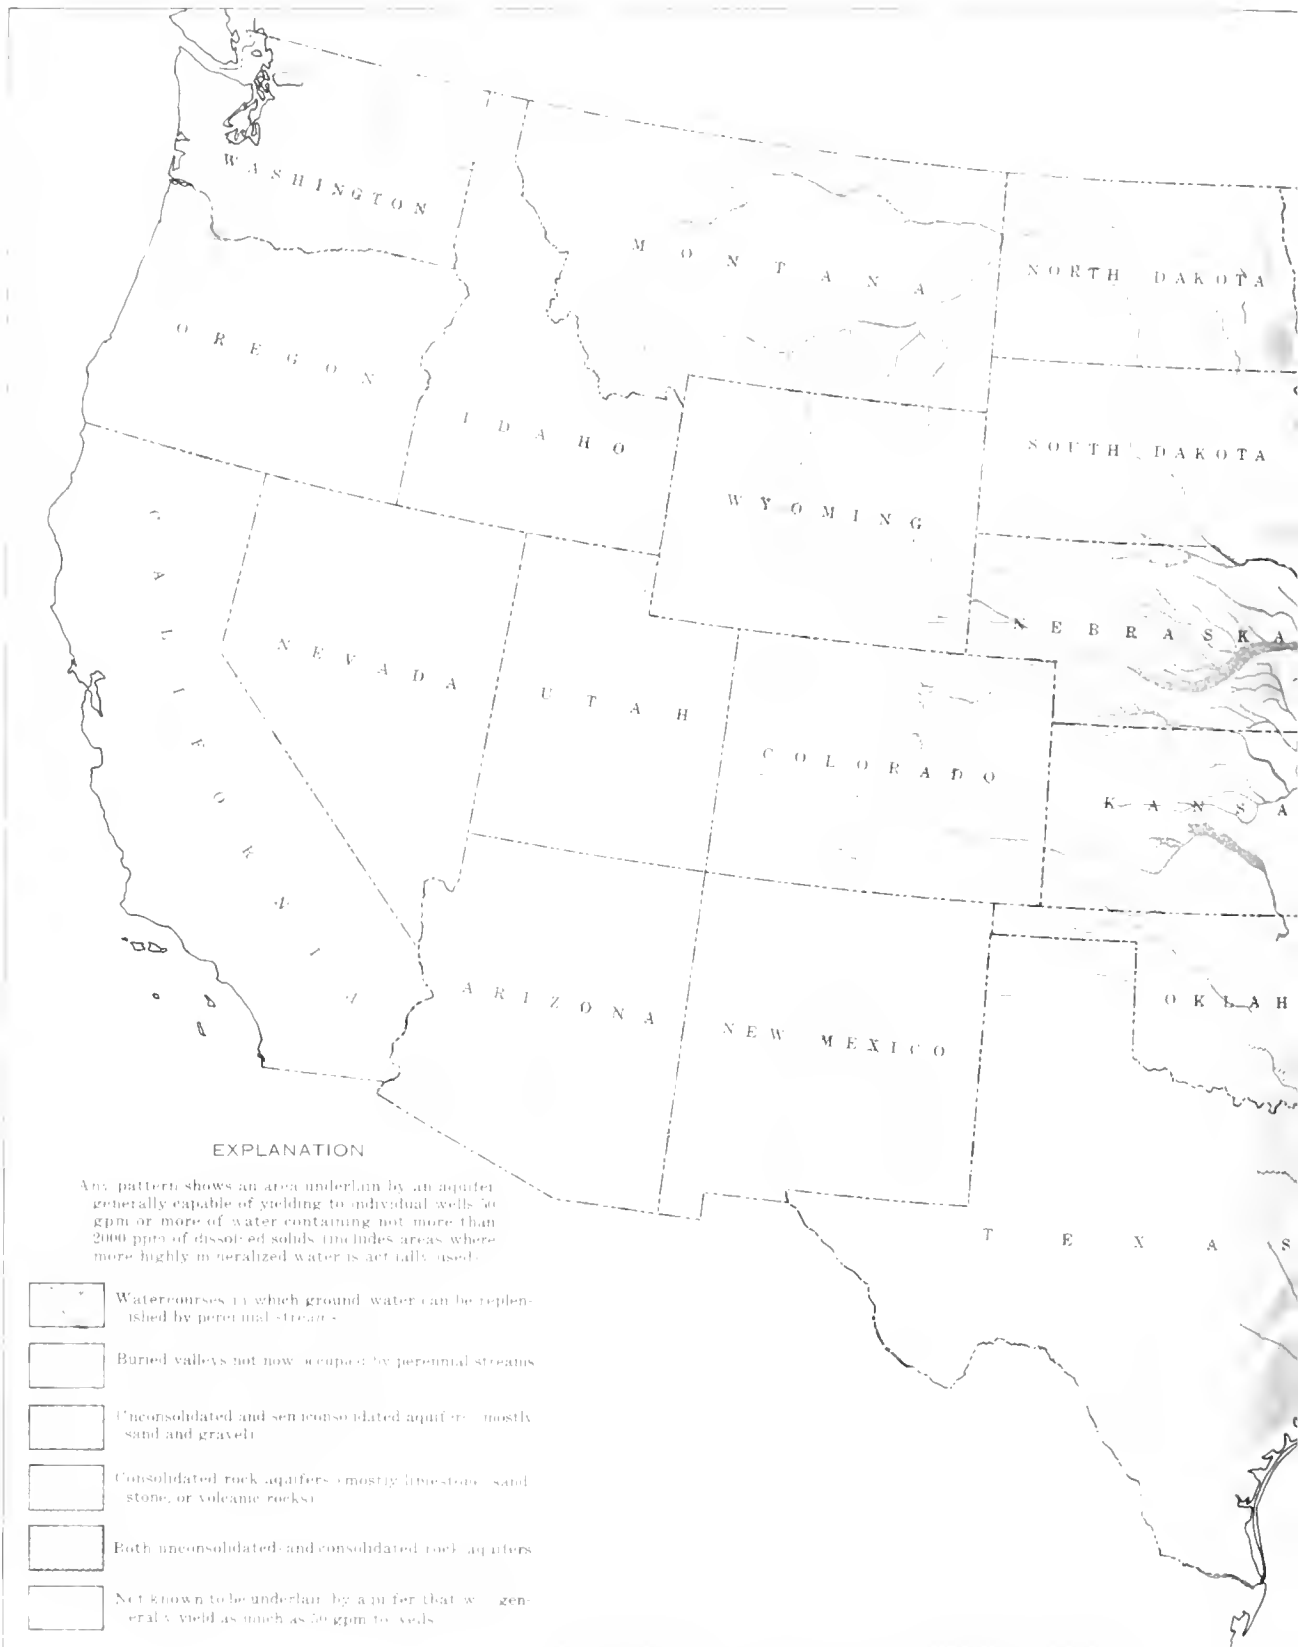 WASHINGTON
MONTANA
NORTH DAKOTA
OREGON
IDAHO
SOUTH DAKOTA
WYOMING
CALIFORNIA
NEVADA
UTAH
NEBRASKA
COLORADO
KANSA
ARIZONA
NEW MEXICO
OKLAH
TEXAS
EXPLANATION
Any pattern shows an area underlain by an aquifer
generally capable of yielding to individual wells 50
gpm or more of water containing not more than
2000 ppm of dissolved solids (includes areas where
more highly mineralized water is actually used)
Watercourses in which ground water can be replen-
ished by perennial streams
Buried valleys not now occupied by perennial streams
Unconsolidated and semiconsolidated aquifers (mostly
sand and gravel)
Consolidated rock aquifers (mostly limestone, sand
stone, or volcanic rocks)
Both unconsolidated and consolidated rock aquifers
Not known to be underlain by aquifer that will gen-
erally yield as much as 50 gpm to wells